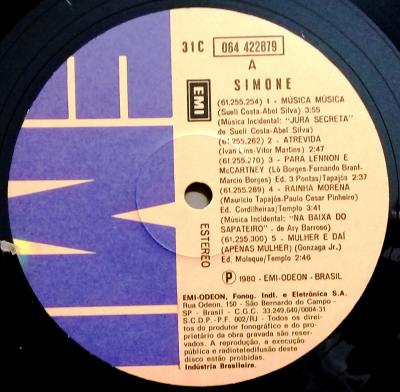 31C 064 422879
A
SIMONE
EMI
(61.255.254) 1 - MÚSICA MÚSICA
(Sueli Costa-Abel Silva) 3:55
(Música Incidental: "JURA SECRETA"
de Sueli Costa-Abel Silva)
(61.255.262) 2 - ATREVIDA
(Ivan Lins-Vitor Martins) 2:47
(61.255.270) 3 - PARA LENNON E
McCARTNEY (Lô Borges-Fernando Brant-
Marcio Borges) Ed. 3 Pontas/Tapajós 2:37
(61.255.289) 4 - RAINHA MORENA
(Mauricio Tapajós-Paulo Cesar Pinheiro)
Ed. Cordilheiras/Templo 3:41
(Música Incidental: "NA BAIXA DO
SAPATEIRO" - de Ary Barroso)
(61.255.300) 5 - MULHER E DAÍ
(APENAS MULHER) (Gonzaga Jr.)
Ed. Moleque/Templo 2:46
ESTEREO
Ⓟ 1980 - EMI-ODEON - BRASIL
EMI-ODEON, Fonog. Indl. e Eletrônica S.A.
Rua Odeon, 150 - São Bernardo do Campo -
SP - Brasil - C.G.C. 33.249.640/0004-31
S.C.D.P.-P.F. 002/RJ - Todos os direi-
tos do produtor fonográfico e do pro-
prietário da obra gravada são reser-
vados. A reprodução, a execução
pública e radioteledifusão deste
disco estão proibidas.
Indústria Brasileira.
EMI